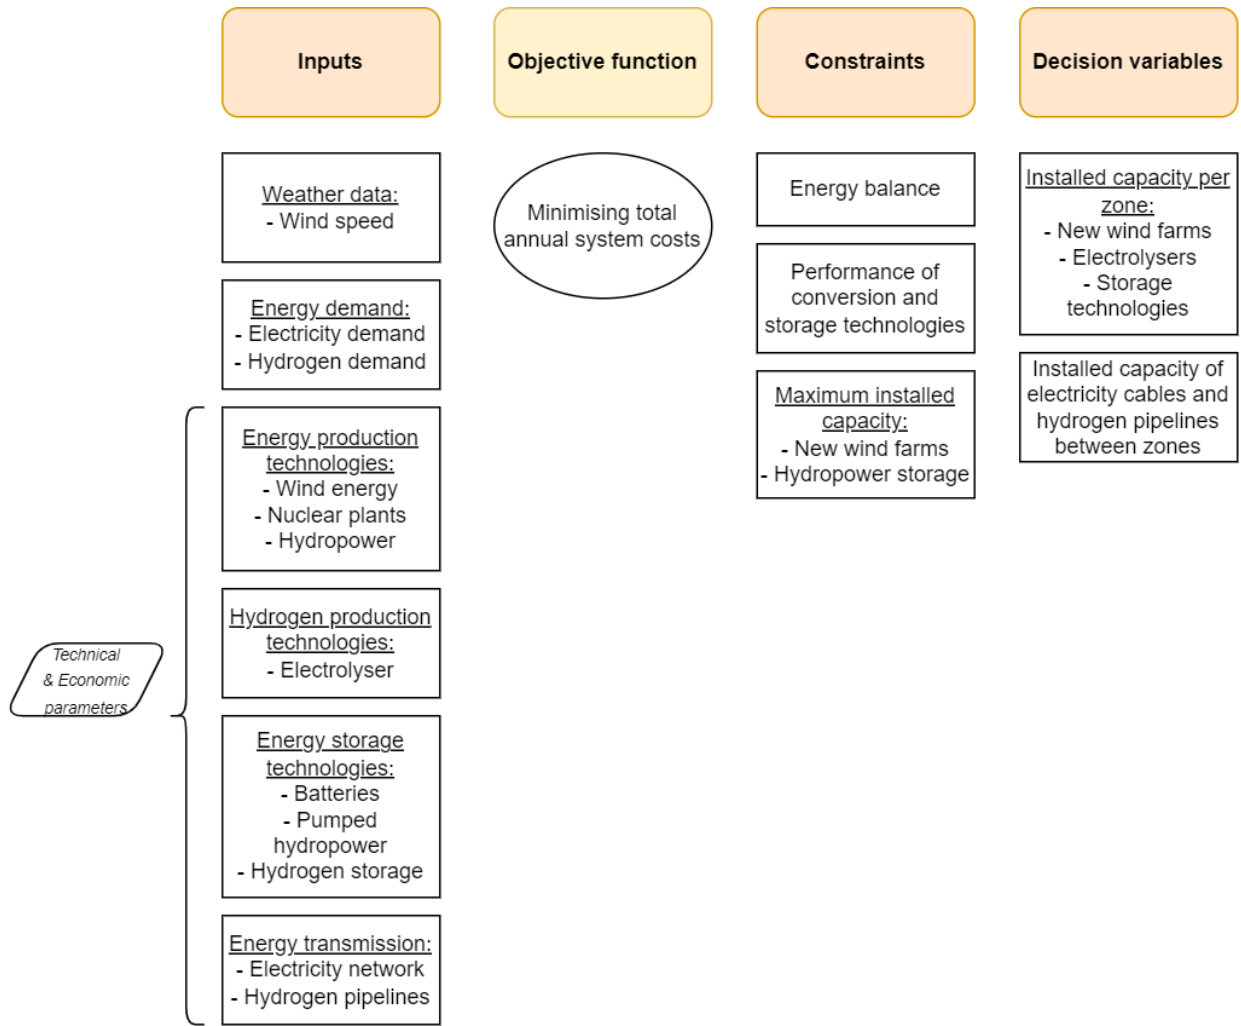 Inputs
Objective function
Constraints
Decision variables
Weather data:
- Wind speed
Energy demand:
- Electricity demand
- Hydrogen demand
Energy production
technologies:
- Wind energy
- Nuclear plants
- Hydropower
Hydrogen production
technologies:
- Electrolyser
Energy storage
technologies:
- Batteries
- Pumped
hydropower
- Hydrogen storage
Energy transmission:
- Electricity network
- Hydrogen pipelines
Technical
& Economic
parameters
Minimising total
annual system costs
Energy balance
Performance of
conversion and
storage technologies
Maximum installed
capacity:
- New wind farms
- Hydropower storage
Installed capacity per
zone:
- New wind farms
- Electrolysers
- Storage
technologies
Installed capacity of
electricity cables and
hydrogen pipelines
between zones